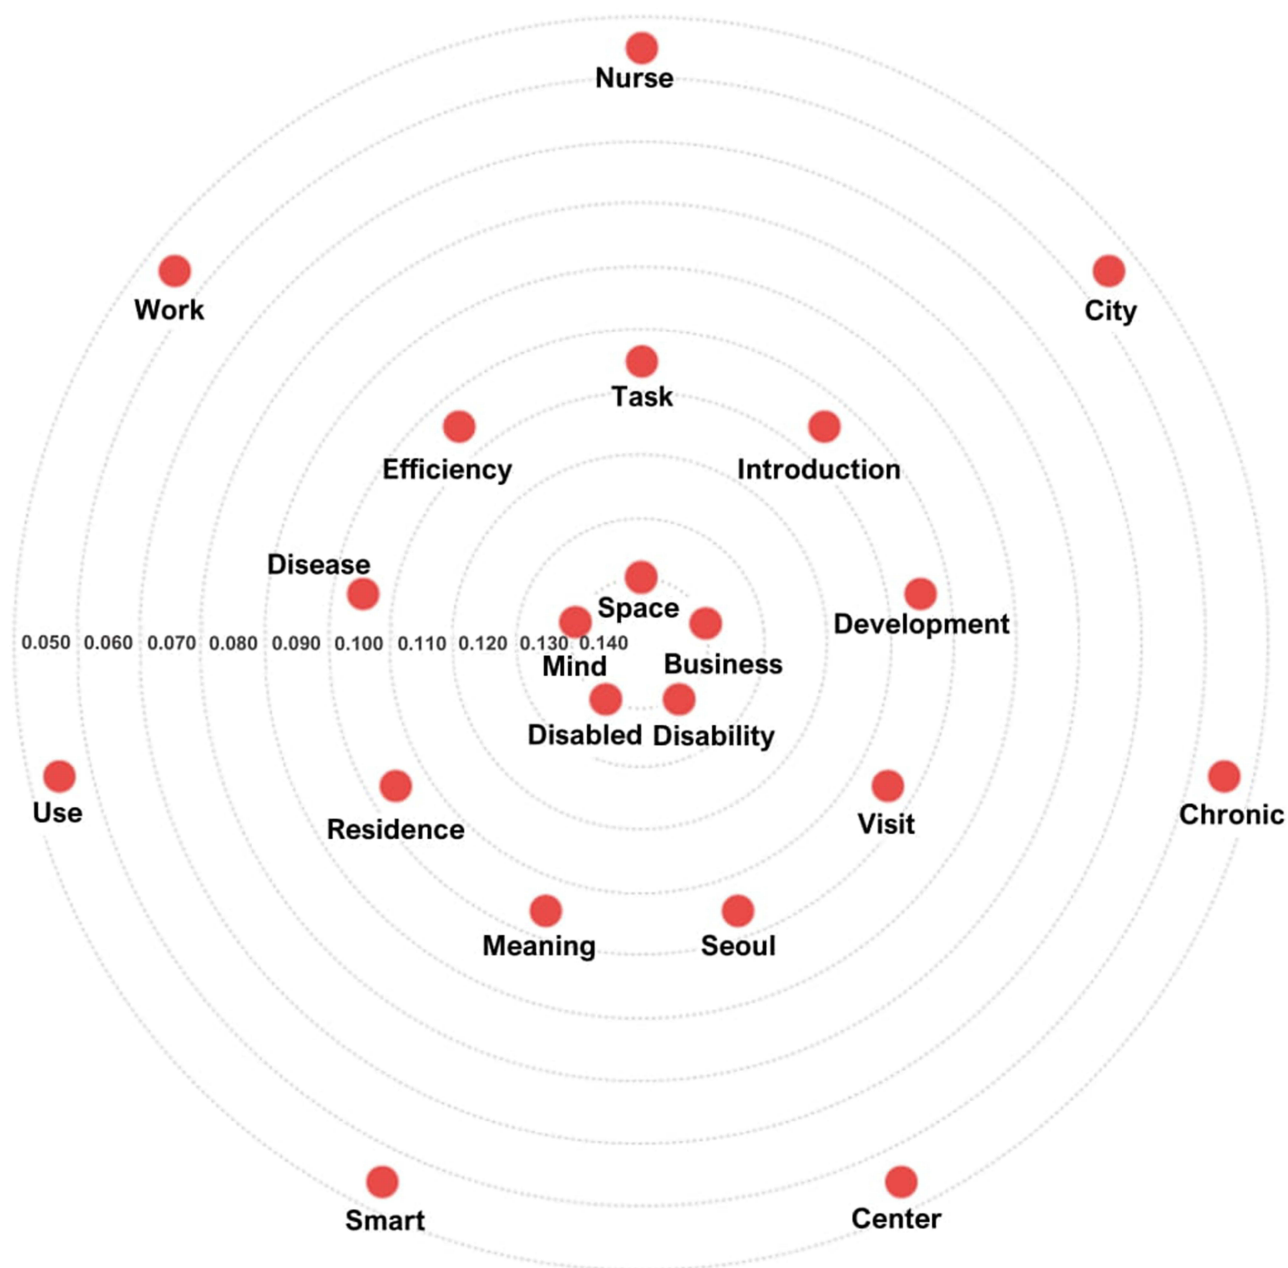 Nurse
Work
City
Task
Efficiency
Introduction
Disease
Space
Development
0.050 0.060 0.070 0.080 0.090 0.100 0.110 0.120 0.130 0.140
Mind
Business
Disabled
Disability
Use
Chronic
Residence
Visit
Meaning
Seoul
Smart
Center